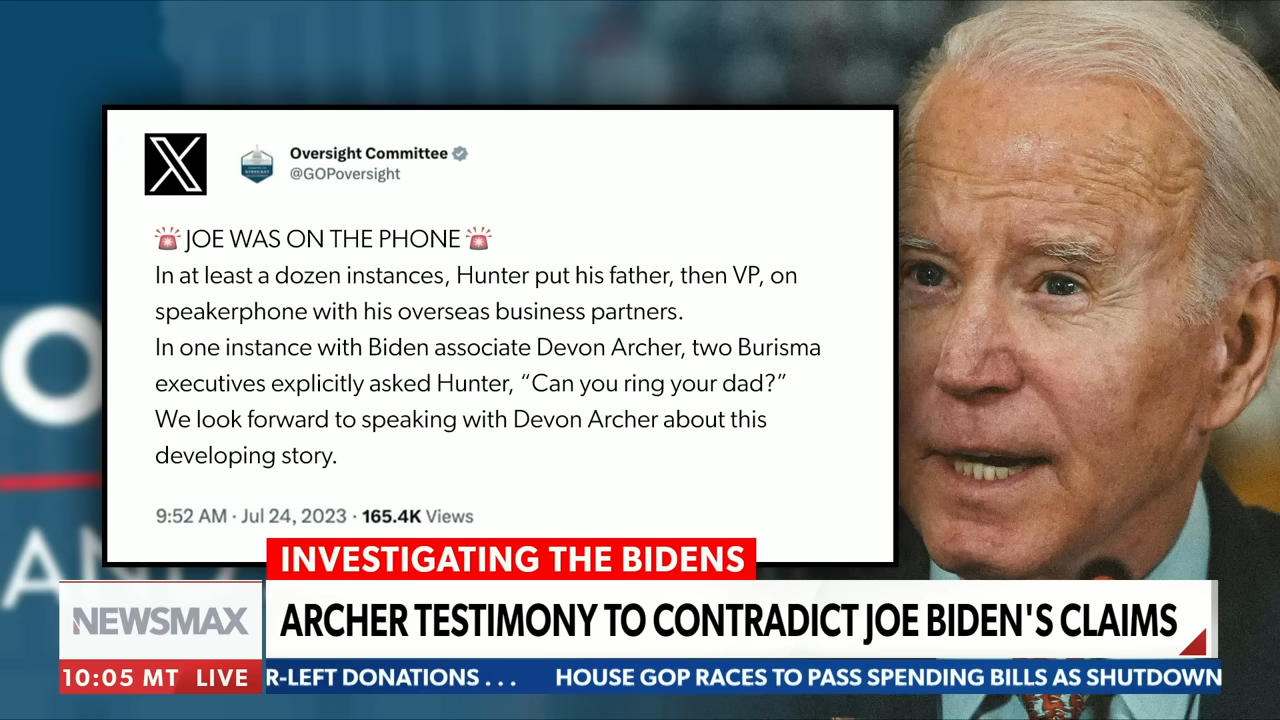 Oversight Committee
@GOPoversight
🚨 JOE WAS ON THE PHONE 🚨
In at least a dozen instances, Hunter put his father, then VP, on
speakerphone with his overseas business partners.
In one instance with Biden associate Devon Archer, two Burisma
executives explicitly asked Hunter, “Can you ring your dad?”
We look forward to speaking with Devon Archer about this
developing story.
9:52 AM · Jul 24, 2023 · 165.4K Views
INVESTIGATING THE BIDENS
NEWSMAX
ARCHER TESTIMONY TO CONTRADICT JOE BIDEN'S CLAIMS
10:05 MT LIVE
R-LEFT DONATIONS . . . HOUSE GOP RACES TO PASS SPENDING BILLS AS SHUTDOWN